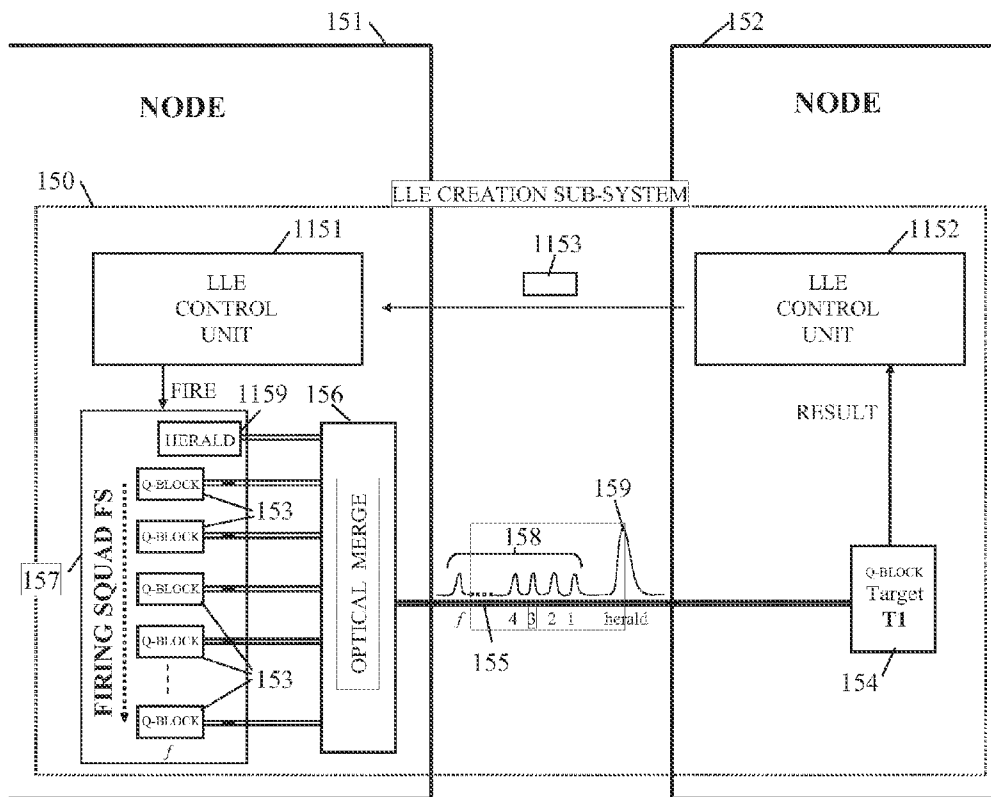 151
152
NODE
NODE
150
LLE CREATION SUB-SYSTEM
1151
1153
1152
LLE
CONTROL
UNIT
LLE
CONTROL
UNIT
FIRE
1159
156
RESULT
HERALD
Q-BLOCK
153
Q-BLOCK
Q-BLOCK
Q-BLOCK
153
Q-BLOCK
f
157
FIRING SQUAD FS
OPTICAL MERGE
159
158
f 4 3 2 1 herald
155
Q-BLOCK
Target
T1
154